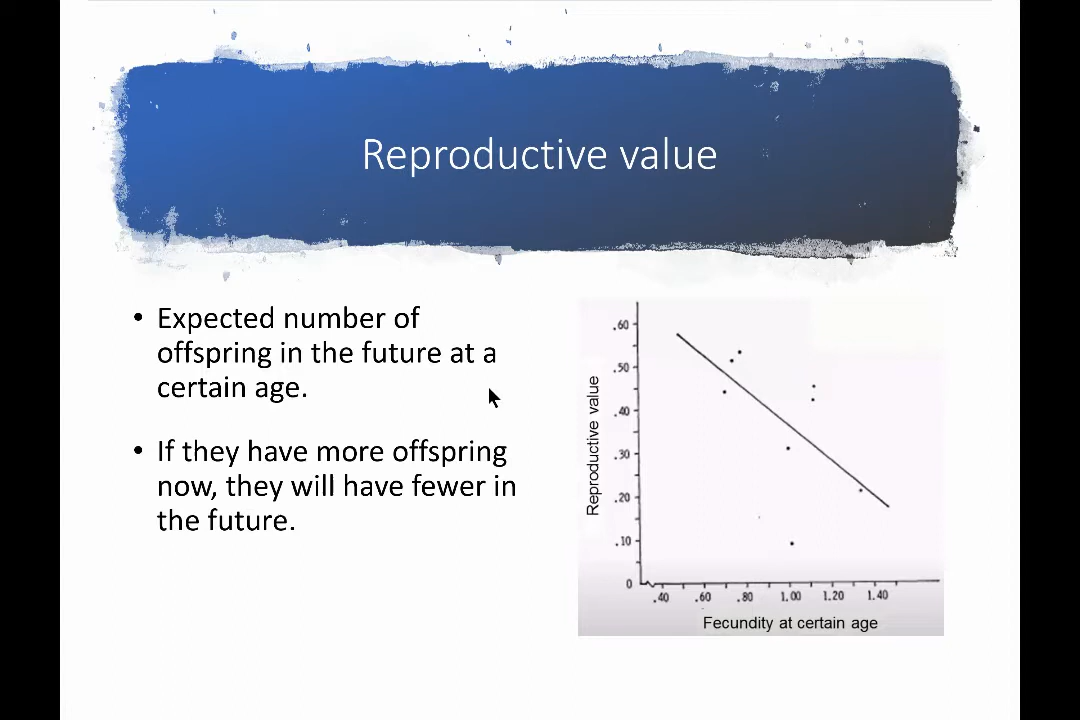 Reproductive value
• Expected number of
offspring in the future at a
certain age.
• If they have more offspring
now, they will have fewer in
the future.
Reproductive value
.60
.50
.40
.30
.20
.10
0
.40 .60 .80 1.00 1.20 1.40
Fecundity at certain age